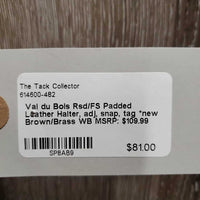 The Tack Collector
614600-482
Val du Bois Rsd/FS Padded
Leather Halter, adj, snap, tag *new
Brown/Brass WB MSRP: $109.99
SP8A89
$81.00